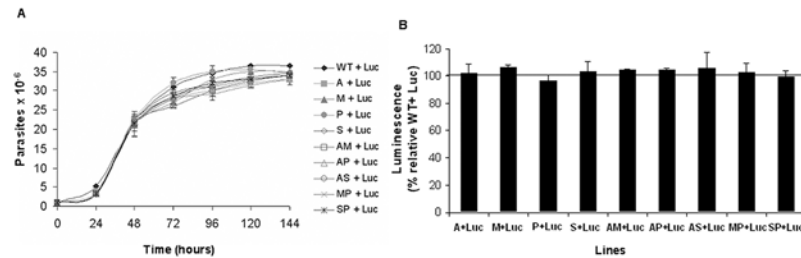 A
Parasites x 10-6
40
35
30
25
20
15
10
5
0
0 24 48 72 96 120 144
Time (hours)
WT + Luc
A + Luc
M + Luc
P + Luc
S + Luc
AM + Luc
AP + Luc
AS + Luc
MP + Luc
SP + Luc
B
Luminescence
(% relative WT+ Luc)
120
100
80
60
40
20
0
A+Luc M+Luc P+Luc S+Luc AM+Luc AP+Luc AS+Luc MP+Luc SP+Luc
Lines